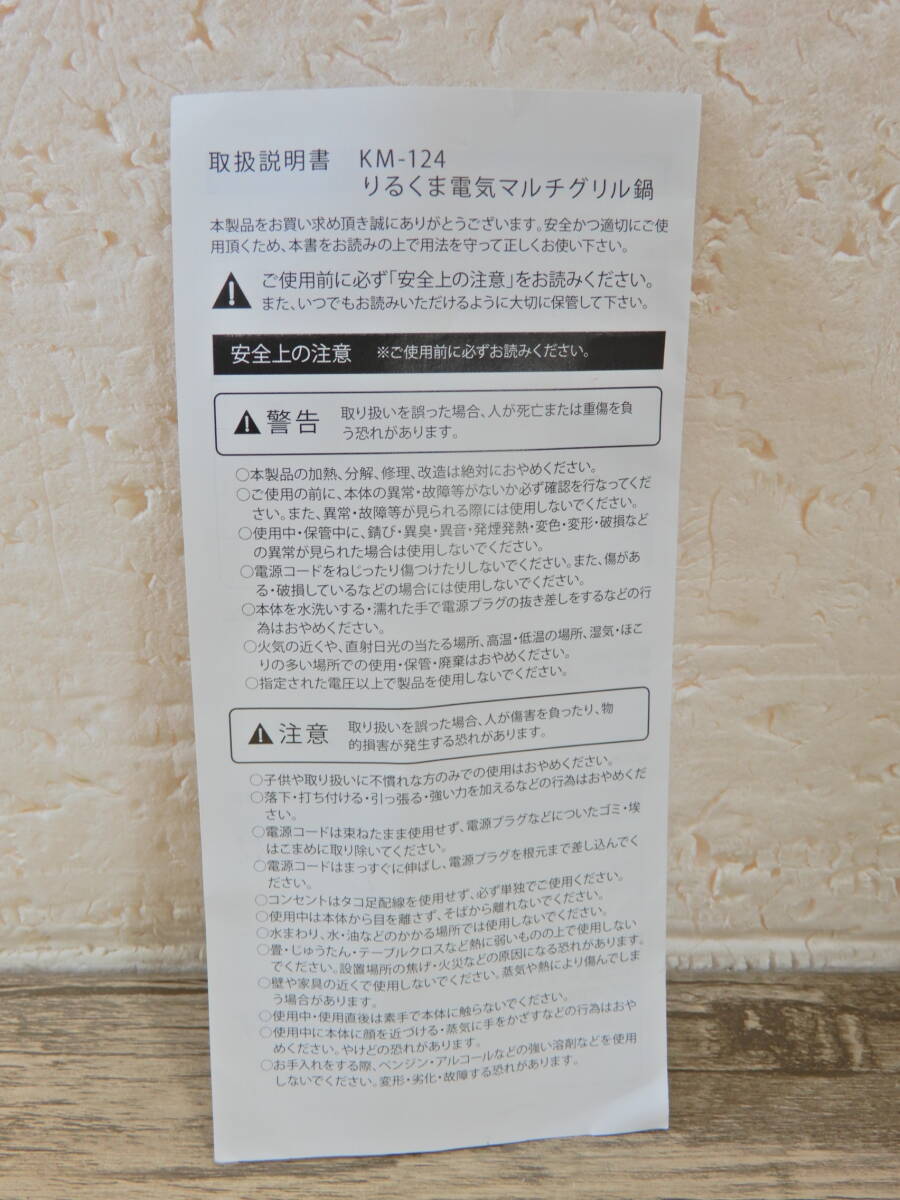 取扱説明書 KM-124
りるくま電気マルチグリル鍋
本製品をお買い求め頂き誠にありがとうございます。安全かつ適切にご使
用頂くため、本書をお読みの上で用法を守って正しくお使い下さい。
ご使用前に必ず「安全上の注意」をお読みください。
また、いつでもお読みいただけるように大切に保管して下さい。
安全上の注意 ※ご使用前に必ずお読みください。
警告 取り扱いを誤った場合、人が死亡または重傷を負
う恐れがあります。
○本製品の加熱、分解、修理、改造は絶対におやめください。
○ご使用の前に、本体の異常・故障等がないか必ず確認を行なってくだ
さい。また、異常・故障等が見られる際には使用しないでください。
○使用中・保管中に、錆び・異臭・異音・発煙発熱・変色・変形・破損など
の異常が見られた場合は使用しないでください。
○電源コードをねじったり傷つけたりしないでください。また、傷があ
る・破損しているなどの場合には使用しないでください。
○本体を水洗いする・濡れた手で電源プラグの抜き差しをするなどの行
為はおやめください。
○火気の近くや、直射日光の当たる場所、高温・低温の場所、湿気・ほこ
りの多い場所での使用・保管・廃棄はおやめください。
○指定された電圧以上で製品を使用しないでください。
注意 取り扱いを誤った場合、人が傷害を負ったり、物
的損害が発生する恐れがあります。
○子供や取り扱いに不慣れな方のみでの使用はおやめください。
○落下・打ち付ける・引っ張る・強い力を加えるなどの行為はおやめくだ
さい。
○電源コードは束ねたまま使用せず、電源プラグなどについたゴミ・埃
はこまめに取り除いてください。
○電源コードはまっすぐに伸ばし、電源プラグを根元まで差し込んでく
ださい。
○コンセントはタコ足配線を使用せず、必ず単独でご使用ください。
○使用中は本体から目を離さず、そばから離れないでください。
○水まわり、水・油などのかかる場所では使用しないでください。
○畳・じゅうたん・テーブルクロスなど熱に弱いものの上で使用しない
でください。設置場所の焦げ・火災などの原因になる恐れがあります。
○壁や家具の近くで使用しないでください。蒸気や熱により傷んでしま
う場合があります。
○使用中・使用直後は素手で本体に触らないでください。
○使用中に本体に顔を近づける・蒸気に手をかざすなどの行為はおや
めください。やけどの恐れがあります。
○お手入れをする際、ベンジン・アルコールなどの強い溶剤などを使用
しないでください。変形・劣化・故障する恐れがあります。